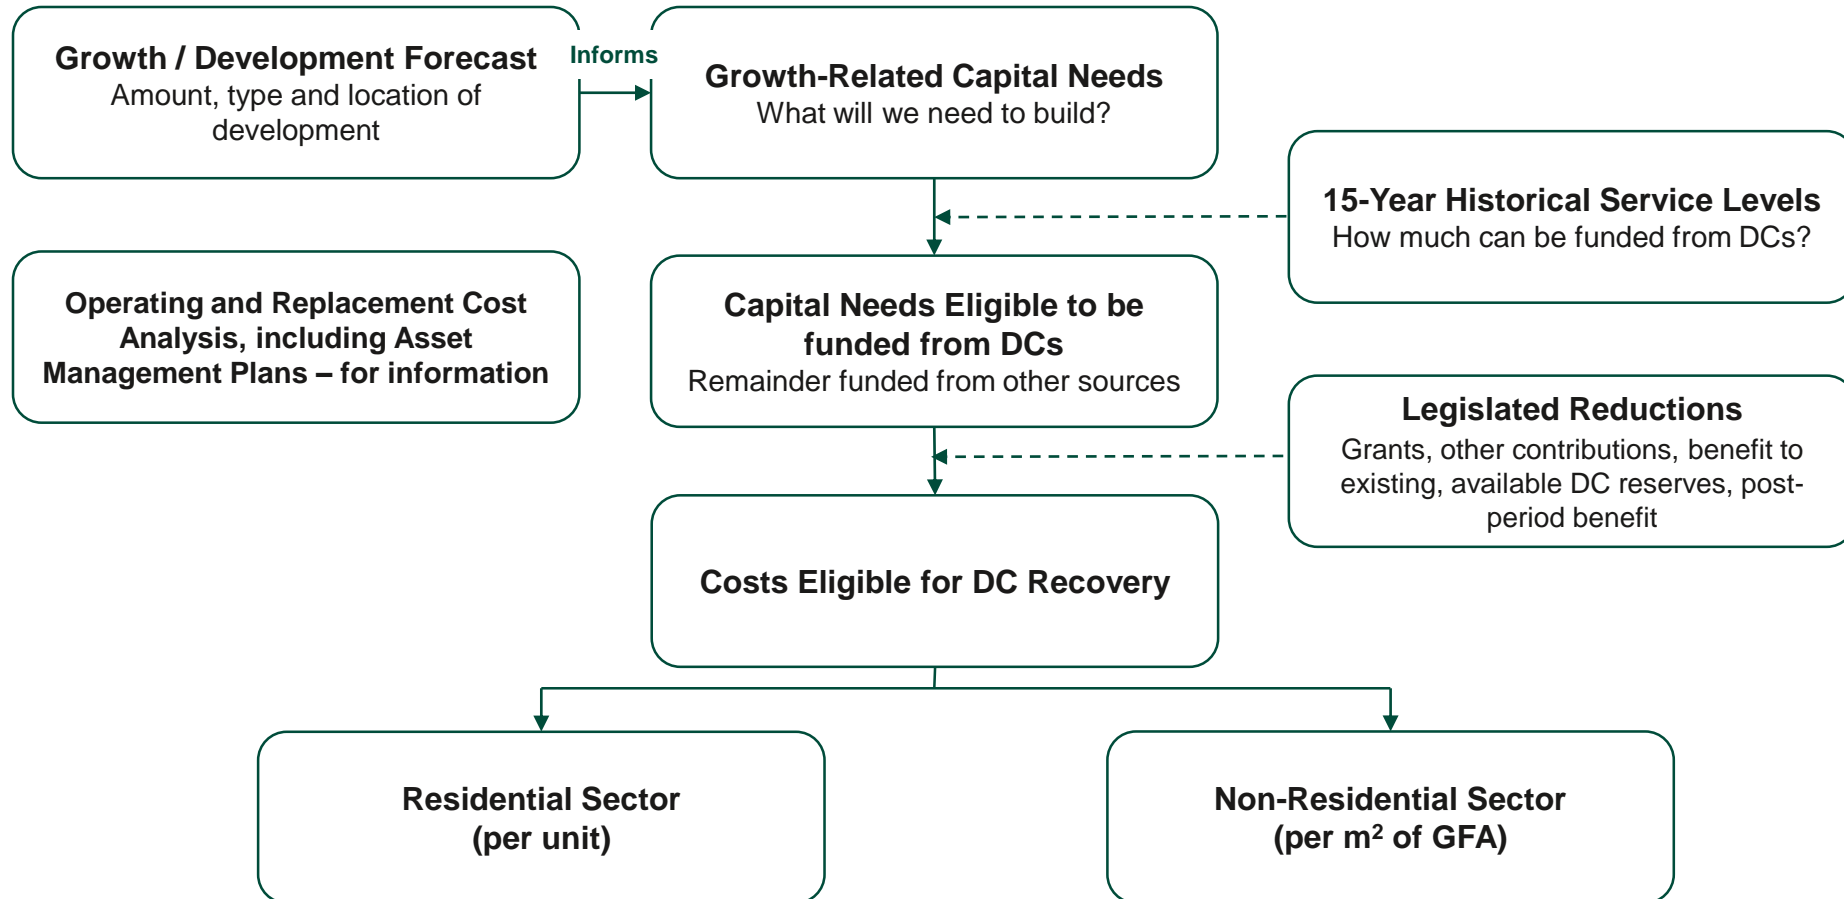 Growth / Development Forecast
Amount, type and location of
development
Informs
Growth-Related Capital Needs
What will we need to build?
15-Year Historical Service Levels
How much can be funded from DCs?
Operating and Replacement Cost
Analysis, including Asset
Management Plans – for information
Capital Needs Eligible to be
funded from DCs
Remainder funded from other sources
Legislated Reductions
Grants, other contributions, benefit to
existing, available DC reserves, post-
period benefit
Costs Eligible for DC Recovery
Residential Sector
(per unit)
Non-Residential Sector
(per m² of GFA)